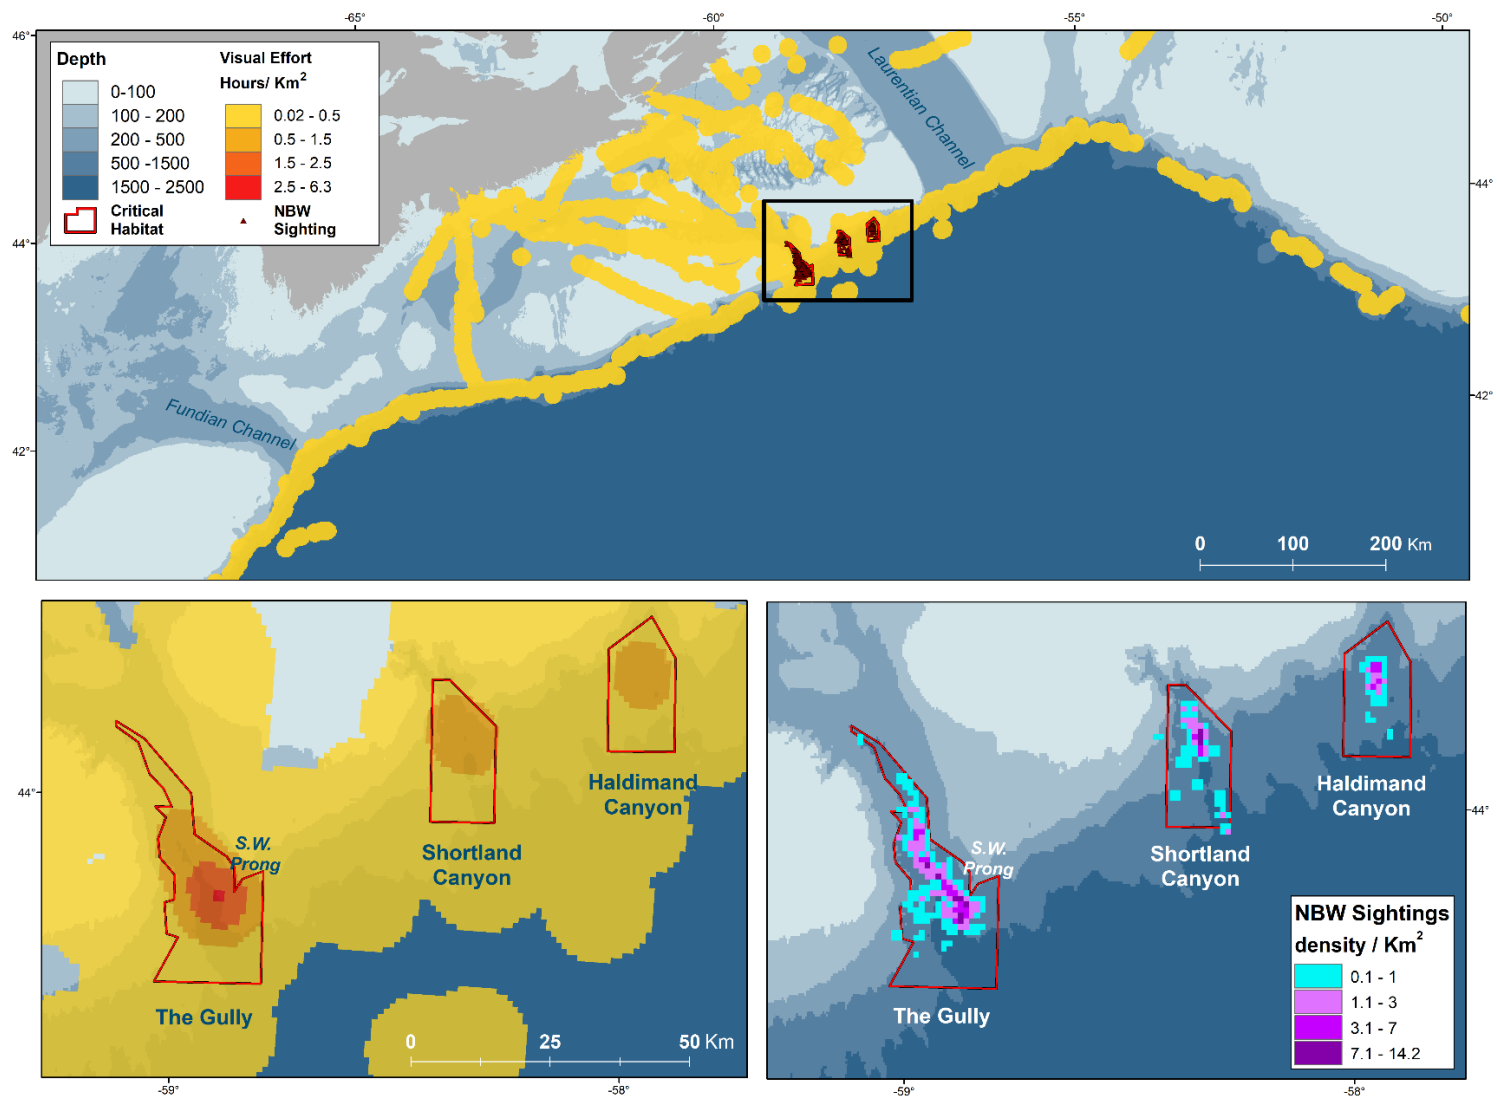 -65°
-60°
-55°
-50°
46°
44°
42°
44°
42°
Depth
0-100
100 - 200
200 - 500
500 -1500
1500 - 2500
Critical
Habitat
Visual Effort
Hours/ Km2
0.02 - 0.5
0.5 - 1.5
1.5 - 2.5
2.5 - 6.3
NBW
Sighting
Laurentian Channel
Fundian Channel
0 100 200 Km
44°
S.W.
Prong
The Gully
Shortland
Canyon
Haldimand
Canyon
0 25 50 Km
-59°
-58°
S.W.
Prong
The Gully
Shortland
Canyon
Haldimand
Canyon
44°
NBW Sightings
density / Km2
0.1 - 1
1.1 - 3
3.1 - 7
7.1 - 14.2
-59°
-58°